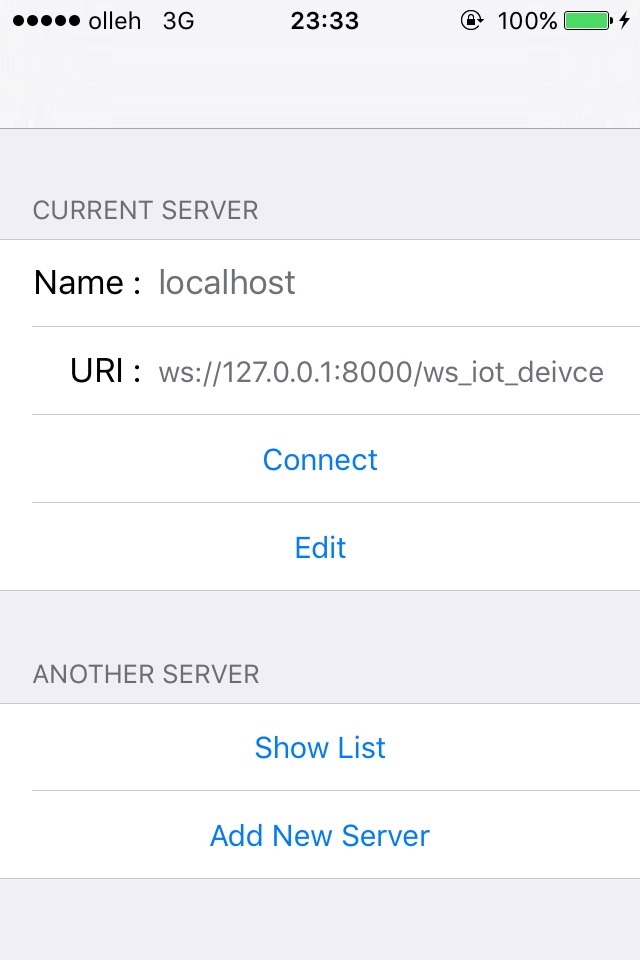 olleh 3G 23:33 100%
CURRENT SERVER
Name : localhost
URI : ws://127.0.0.1:8000/ws_iot_deivce
Connect
Edit
ANOTHER SERVER
Show List
Add New Server